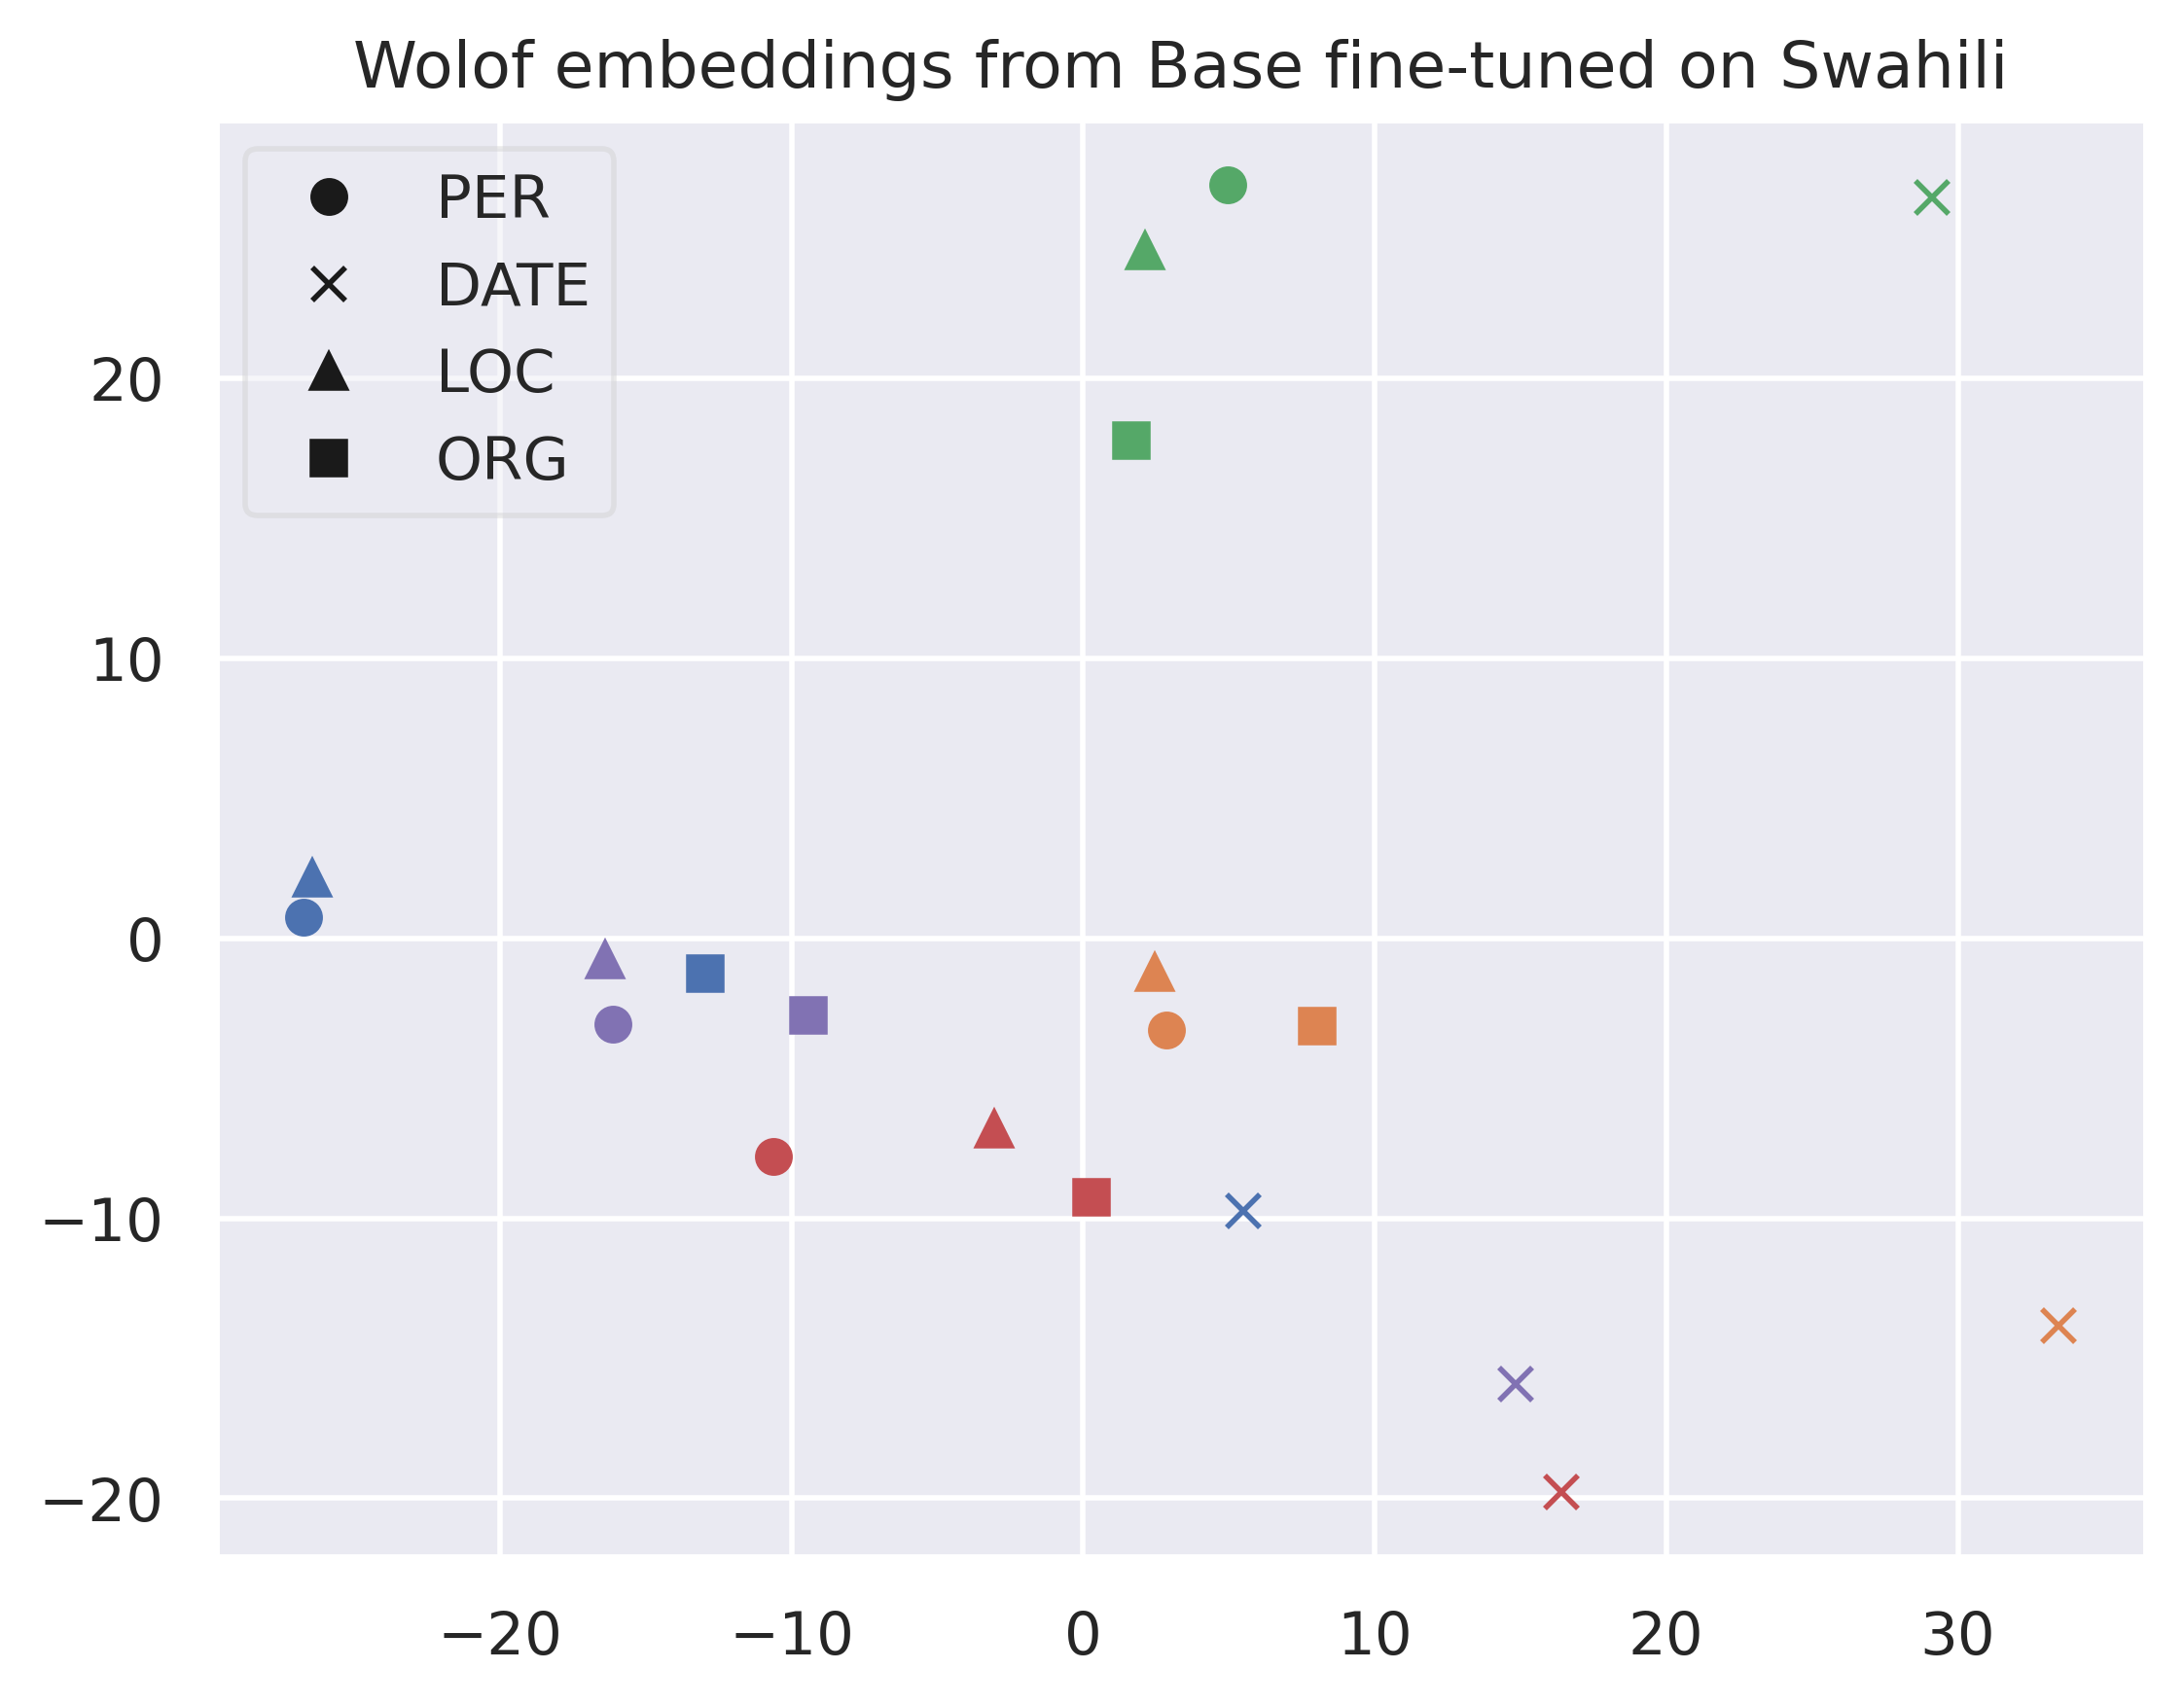 Wolof embeddings from Base fine-tuned on Swahili
PER
DATE
LOC
ORG
20
10
0
−10
−20
−20 −10 0 10 20 30